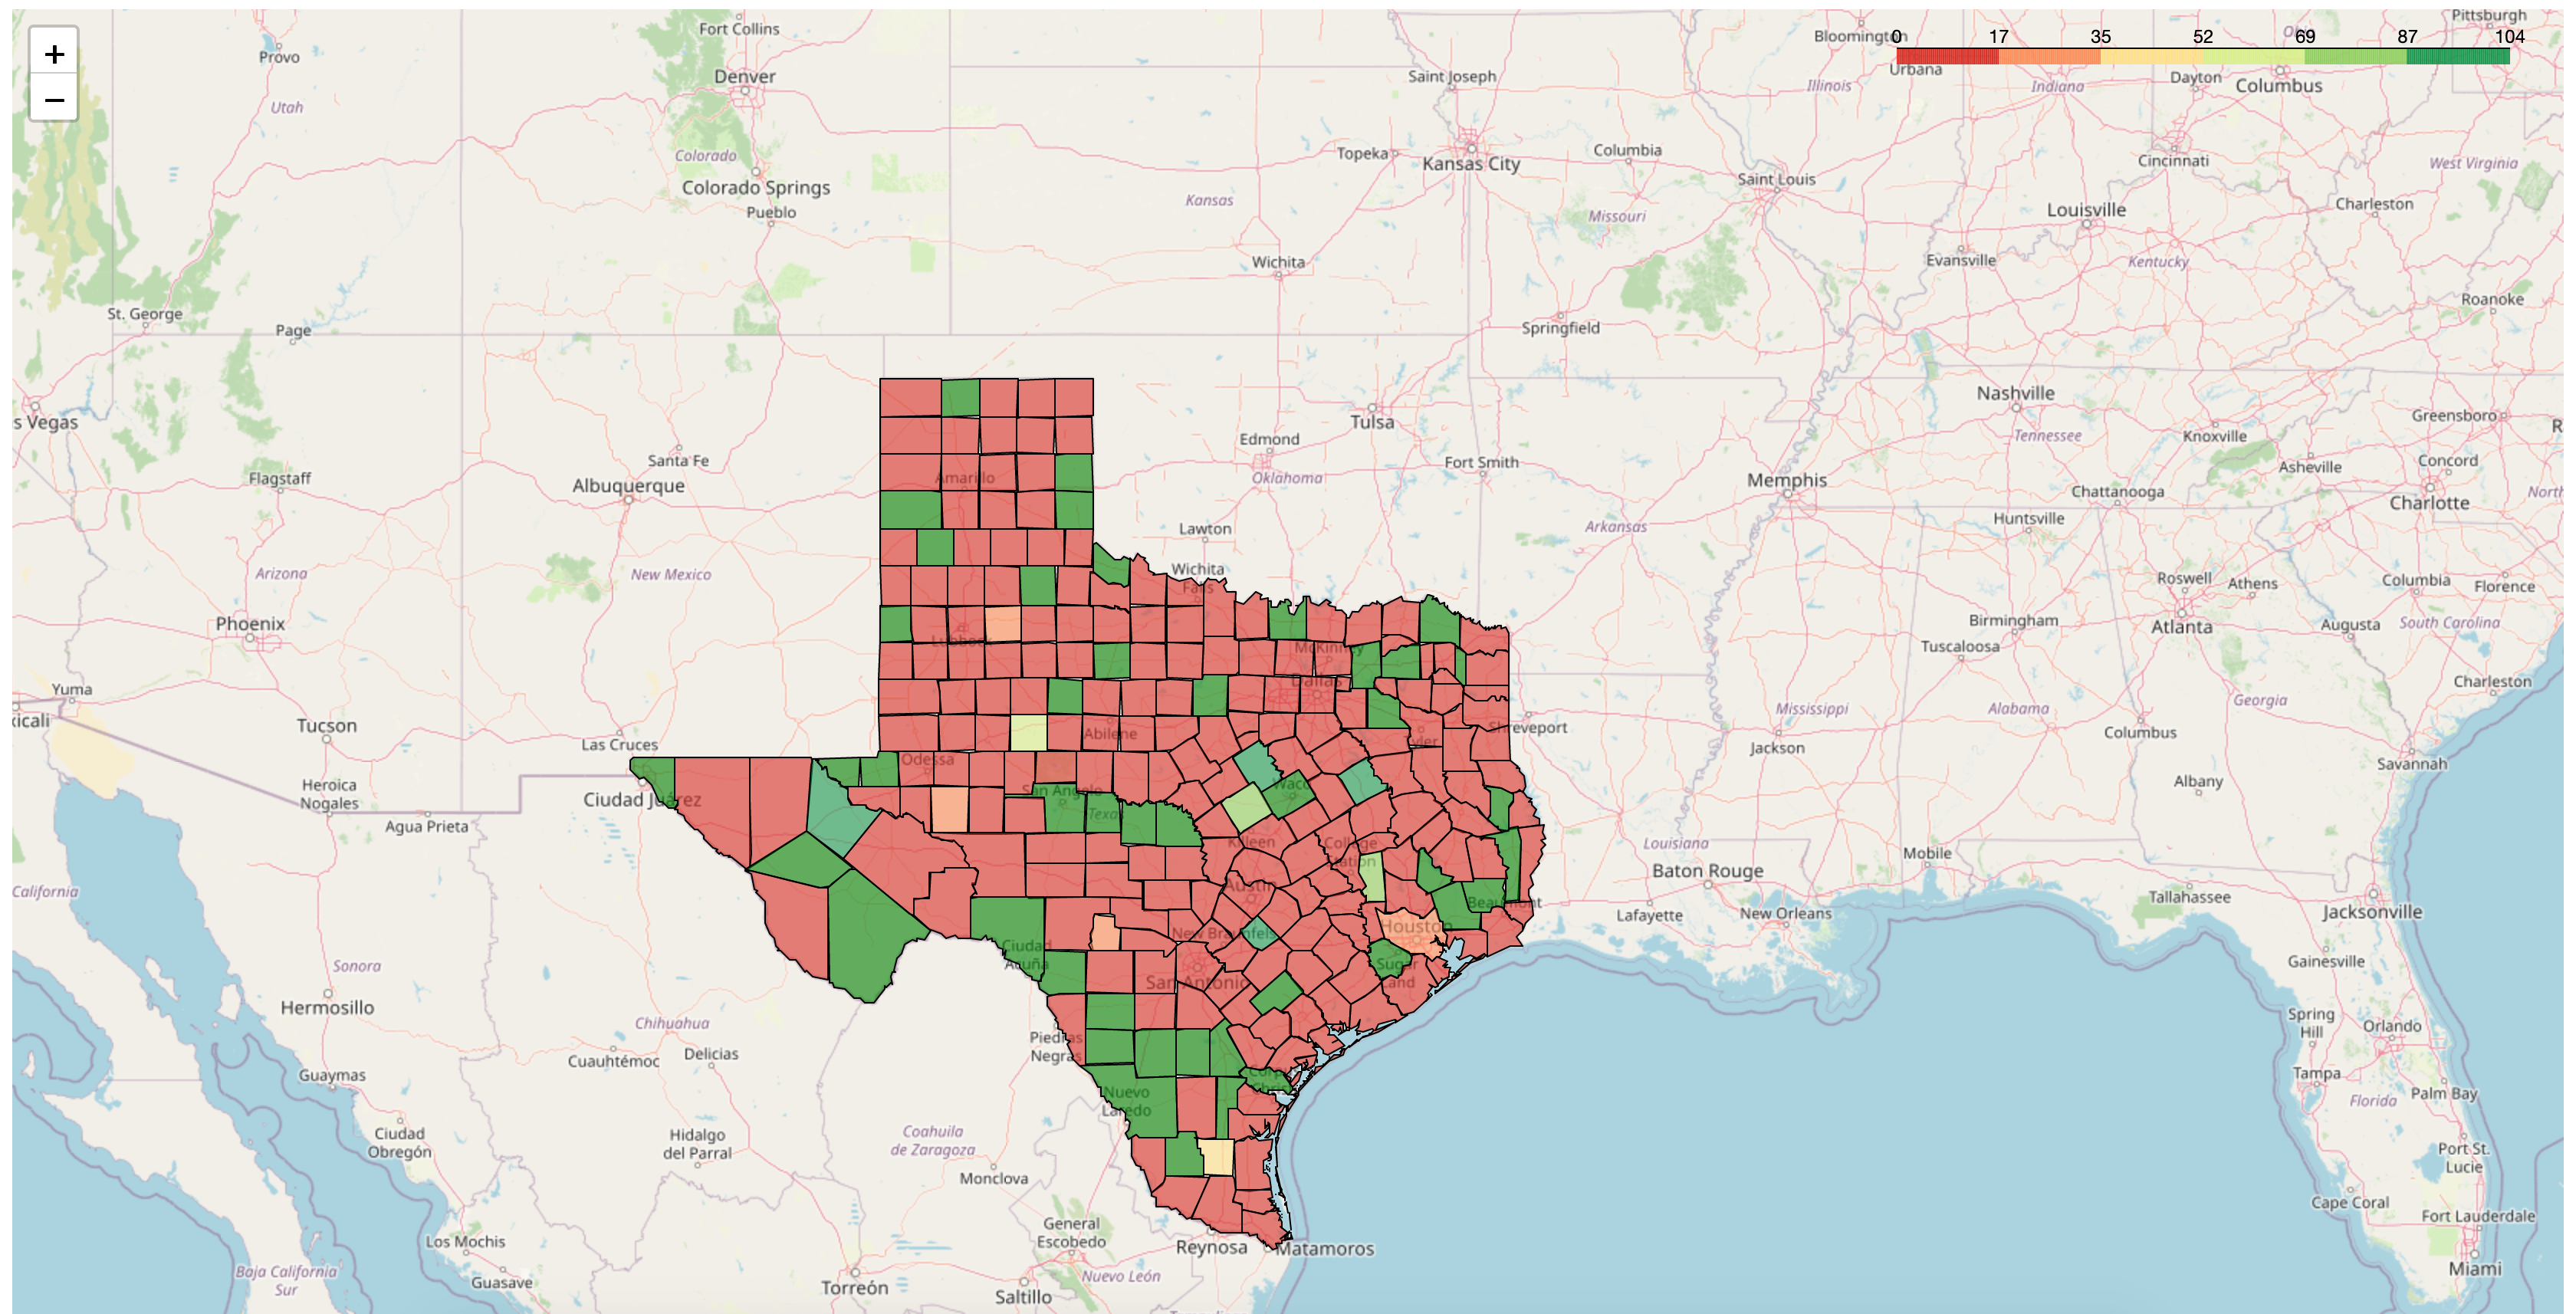 +
−
0
17
35
52
69
87
104
Pittsburgh
Bloomington
Fort Collins
Provo
Urbana
Denver
Saint Joseph
Dayton
Columbus
Illinois
Indiana
Utah
Colorado
Topeka
Kansas City
Columbia
Cincinnati
West Virginia
Colorado Springs
Saint Louis
Pueblo
Kansas
Missouri
Louisville
Charleston
Wichita
Evansville
Kentucky
St. George
Page
Springfield
Roanoke
s Vegas
Tulsa
Nashville
Greensboro
R
Edmond
Tennessee
Knoxville
Santa Fe
Fort Smith
Asheville
Concord
Flagstaff
Albuquerque
Amarillo
Oklahoma
Memphis
Chattanooga
Charlotte
North
Lawton
Arkansas
Huntsville
Arizona
New Mexico
Wichita
Falls
Roswell
Athens
Columbia
Florence
Phoenix
Lubbock
Birmingham
Atlanta
Augusta
South Carolina
Tuscaloosa
McKinney
Yuma
Dallas
Charleston
xicali
Tucson
Georgia
Las Cruces
Abilene
Shreveport
Mississippi
Alabama
Columbus
Tyler
Jackson
Savannah
Odessa
Heroica
Nogales
Ciudad Juárez
San Angelo
Waco
Albany
Agua Prieta
Texas
Killeen
College
Station
Louisiana
Mobile
Baton Rouge
California
Austin
Beaumont
Tallahassee
Lafayette
New Orleans
Jacksonville
New Braunfels
Houston
Ciudad
Acuña
Sugar
Land
Gainesville
Sonora
San Antonio
Hermosillo
Chihuahua
Spring
Hill
Orlando
Piedras
Negras
Cuauhtémoc
Delicias
Guaymas
Corpus
Christi
Tampa
Palm Bay
Nuevo
Laredo
Florida
Ciudad
Obregón
Hidalgo
del Parral
Coahuila
de Zaragoza
Monclova
Port St.
Lucie
Cape Coral
General
Escobedo
Fort Lauderdale
Los Mochis
Reynosa
Matamoros
Baja California
Sur
Guasave
Torreón
Nuevo León
Saltillo
Miami